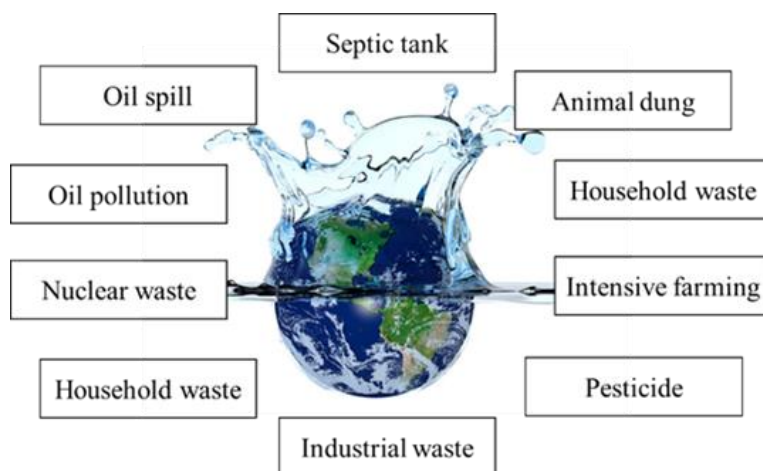 Septic tank
Oil spill
Animal dung
Oil pollution
Household waste
Nuclear waste
Intensive farming
Household waste
Pesticide
Industrial waste